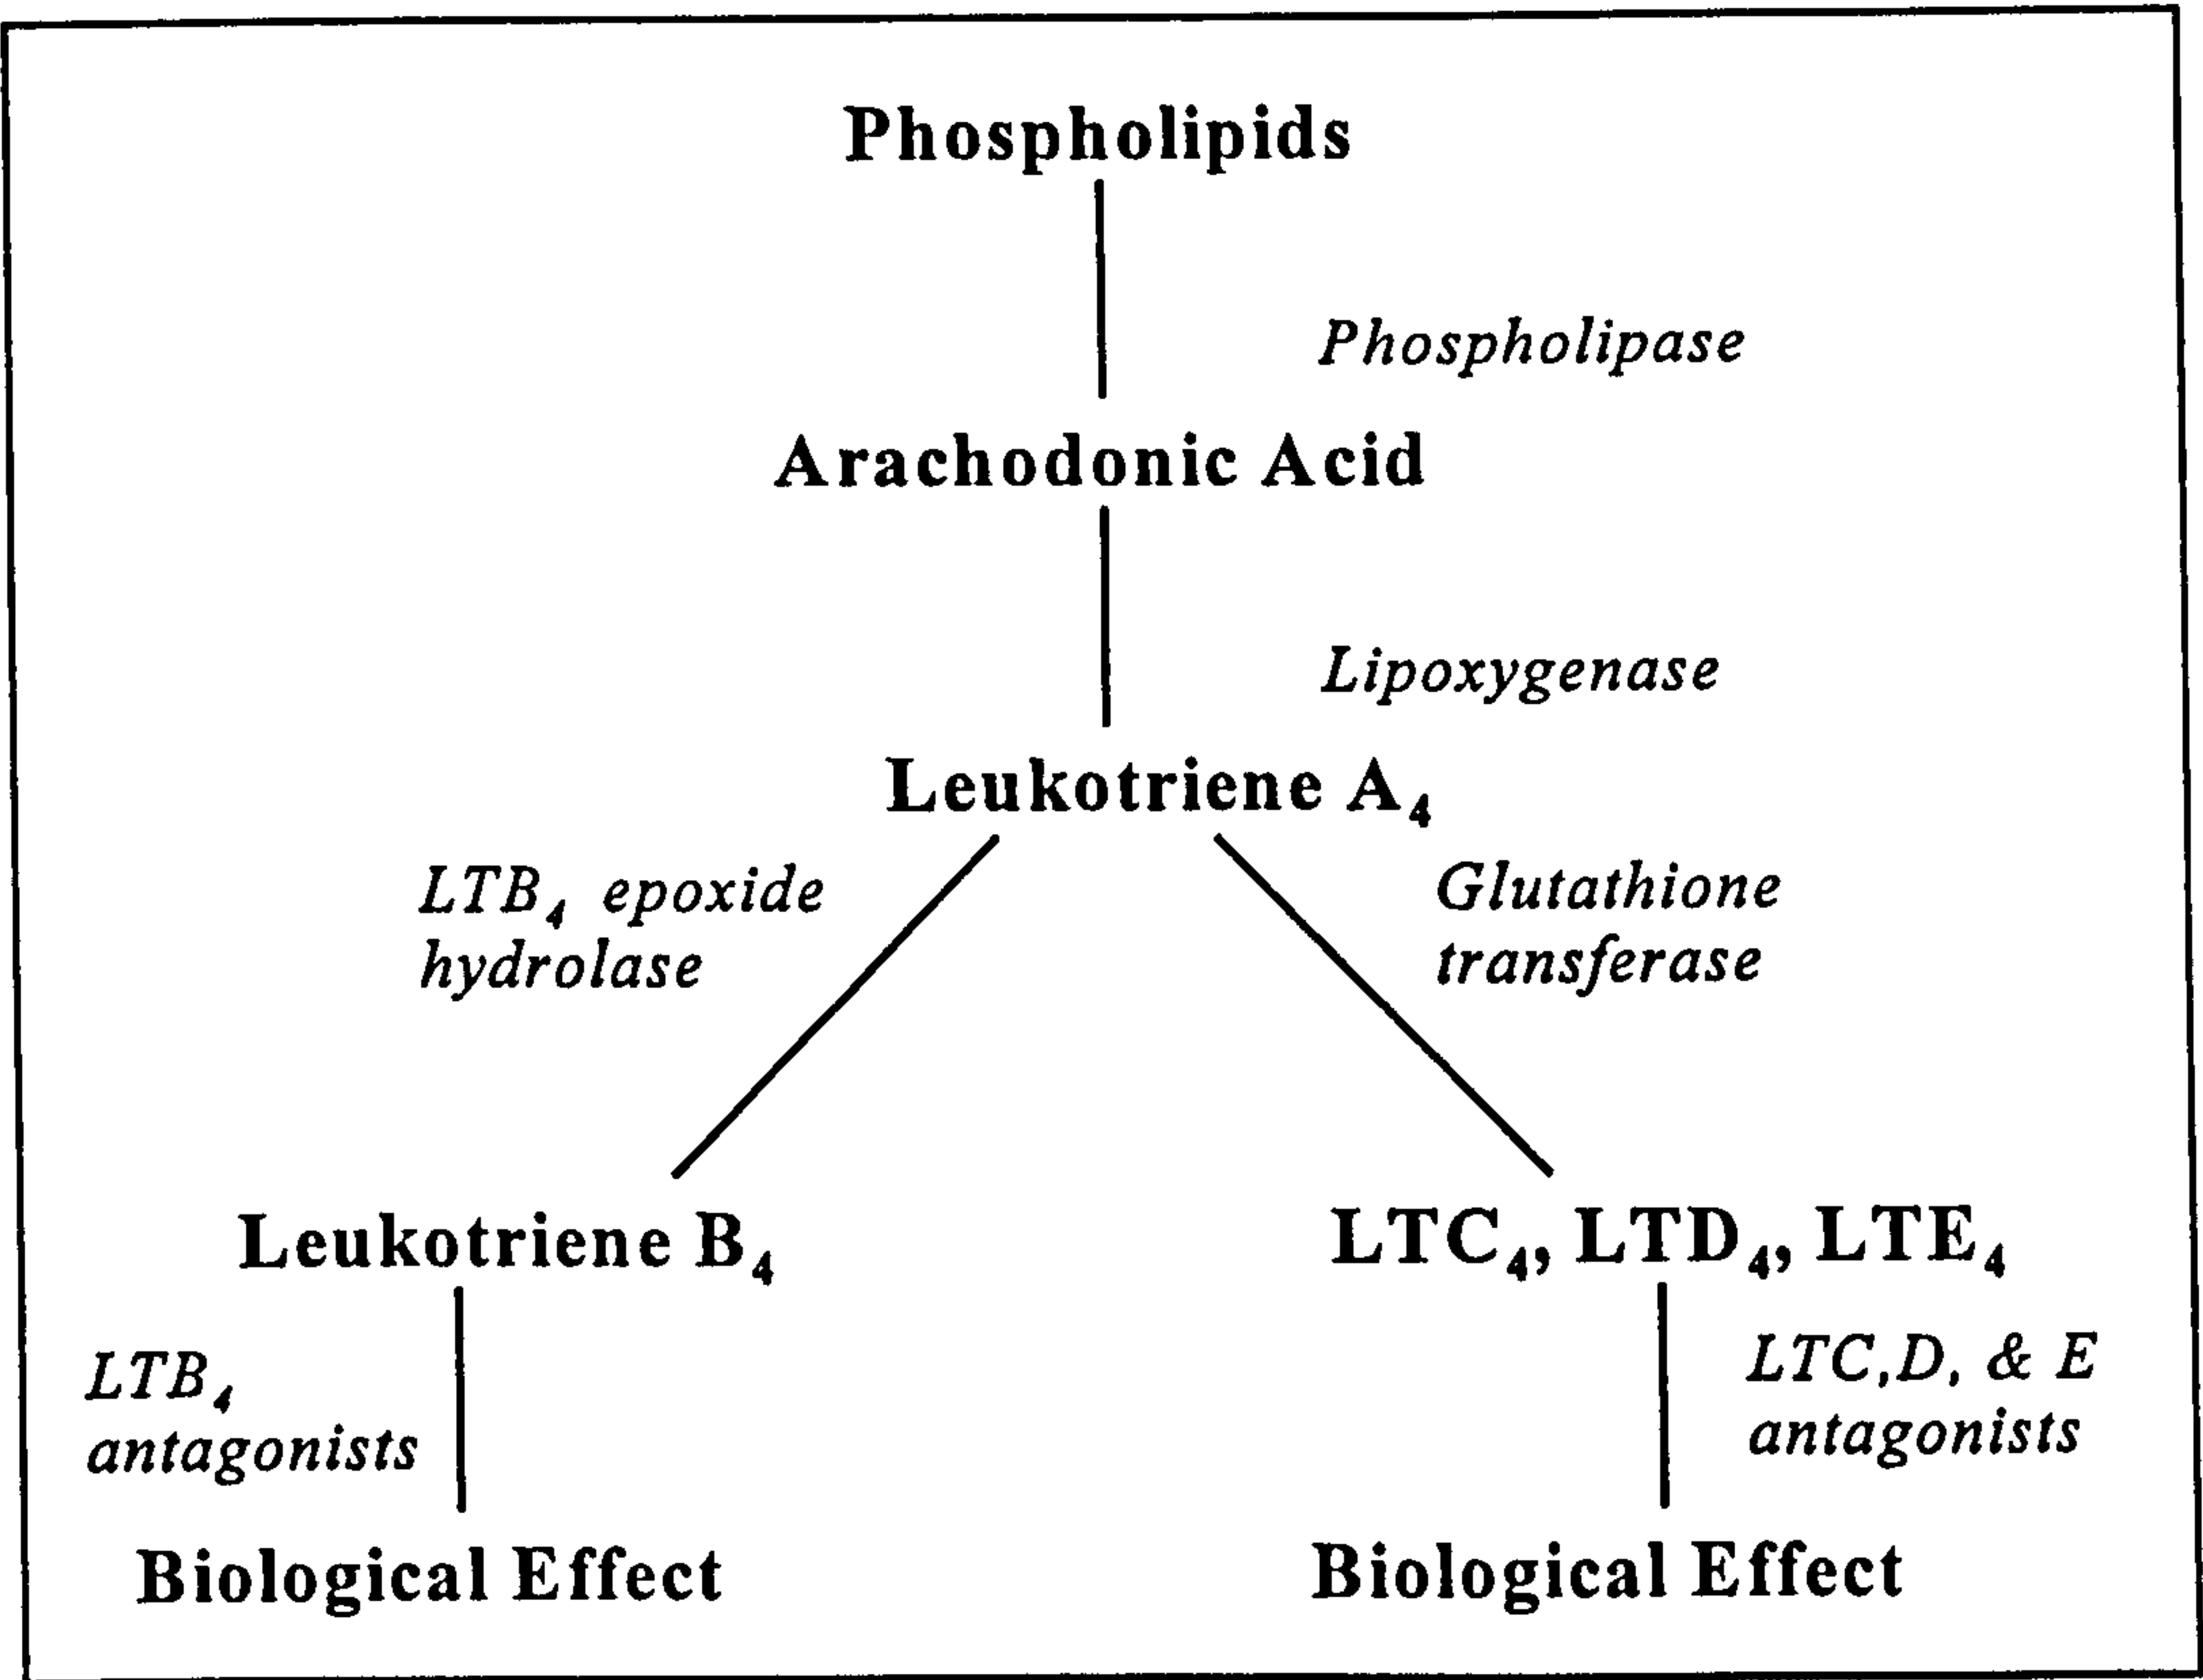 Phospholipids
Phospholipase
Arachodonic Acid
Lipoxygenase
Leukotriene A₄
LTB₄ epoxide
hydrolase
Glutathione
transferase
Leukotriene B₄
LTC₄, LTD₄, LTE₄
LTB₄
antagonists
LTC,D, & E
antagonists
Biological Effect
Biological Effect